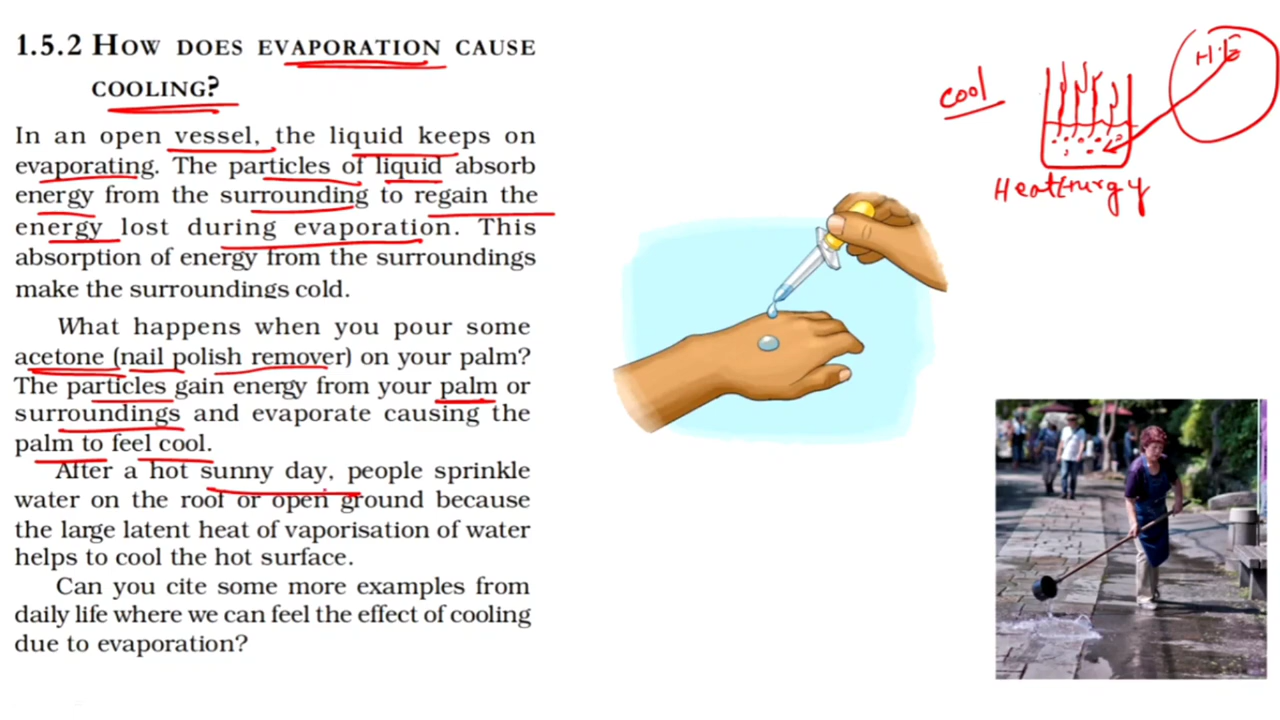 1.5.2 HOW DOES EVAPORATION CAUSE
COOLING?
In an open vessel, the liquid keeps on
evaporating. The particles of liquid absorb
energy from the surrounding to regain the
energy lost during evaporation. This
absorption of energy from the surroundings
make the surroundings cold.
What happens when you pour some
acetone (nail polish remover) on your palm?
The particles gain energy from your palm or
surroundings and evaporate causing the
palm to feel cool.
After a hot sunny day, people sprinkle
water on the roof or open ground because
the large latent heat of vaporisation of water
helps to cool the hot surface.
Can you cite some more examples from
daily life where we can feel the effect of cooling
due to evaporation?
cool
H.E
Heat Enurgy